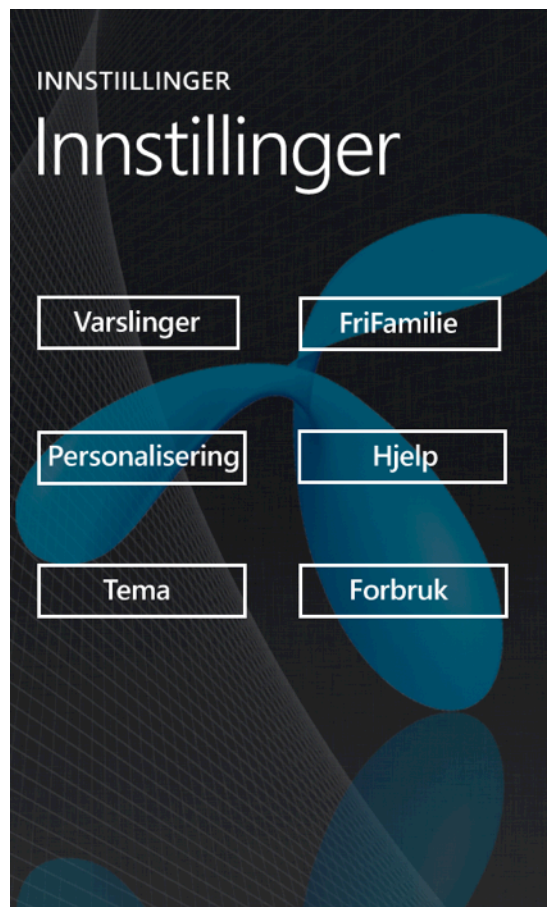 INNSTIILLINGER
Innstillinger
Varslinger FriFamilie
Personalisering Hjelp
Tema Forbruk